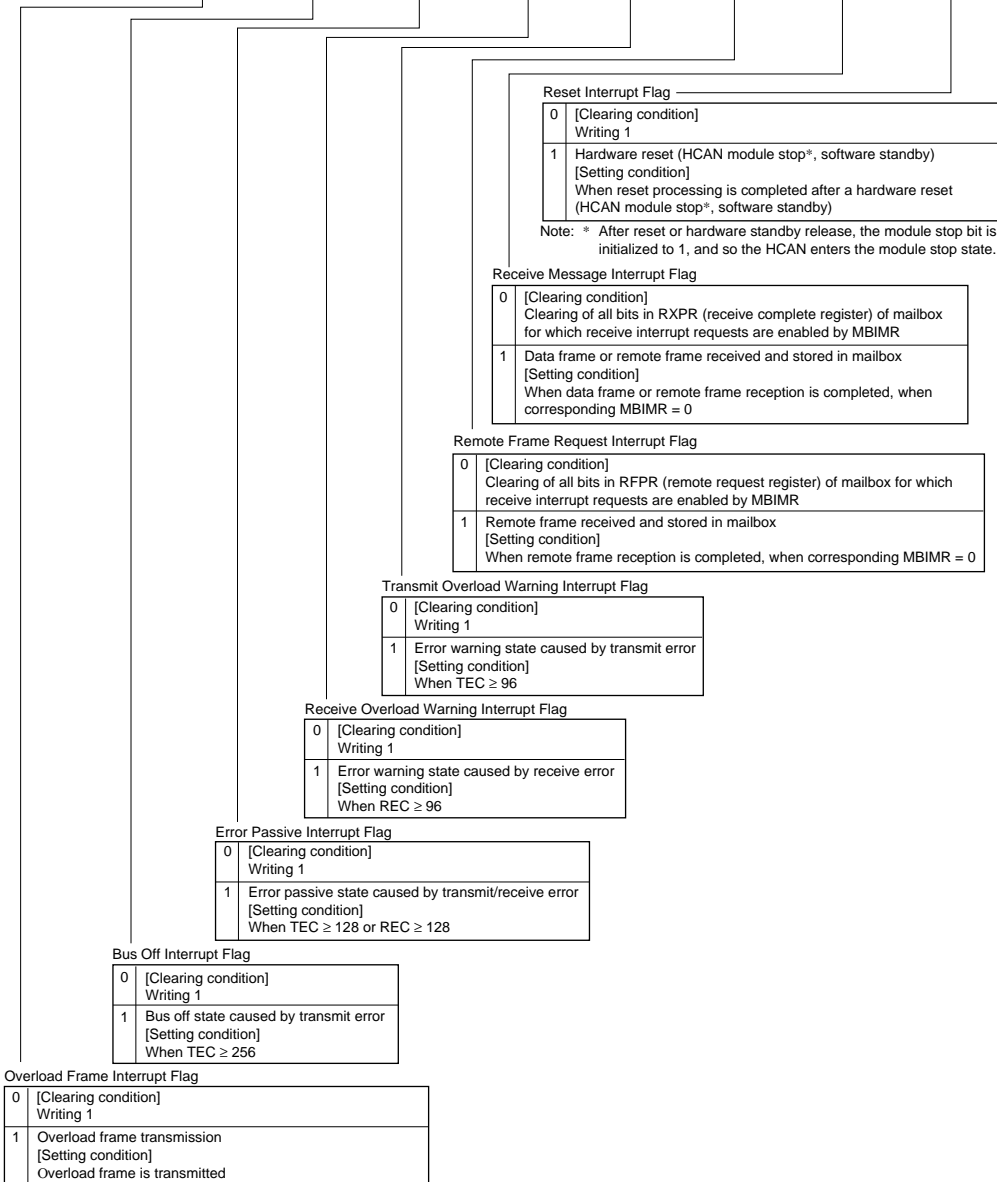 Reset Interrupt Flag
0 [Clearing condition]
Writing 1
1 Hardware reset (HCAN module stop*, software standby)
[Setting condition]
When reset processing is completed after a hardware reset
(HCAN module stop*, software standby)
Note: * After reset or hardware standby release, the module stop bit is
initialized to 1, and so the HCAN enters the module stop state.
Receive Message Interrupt Flag
0 [Clearing condition]
Clearing of all bits in RXPR (receive complete register) of mailbox
for which receive interrupt requests are enabled by MBIMR
1 Data frame or remote frame received and stored in mailbox
[Setting condition]
When data frame or remote frame reception is completed, when
corresponding MBIMR = 0
Remote Frame Request Interrupt Flag
0 [Clearing condition]
Clearing of all bits in RFPR (remote request register) of mailbox for which
receive interrupt requests are enabled by MBIMR
1 Remote frame received and stored in mailbox
[Setting condition]
When remote frame reception is completed, when corresponding MBIMR = 0
Transmit Overload Warning Interrupt Flag
0 [Clearing condition]
Writing 1
1 Error warning state caused by transmit error
[Setting condition]
When TEC ≥ 96
Receive Overload Warning Interrupt Flag
0 [Clearing condition]
Writing 1
1 Error warning state caused by receive error
[Setting condition]
When REC ≥ 96
Error Passive Interrupt Flag
0 [Clearing condition]
Writing 1
1 Error passive state caused by transmit/receive error
[Setting condition]
When TEC ≥ 128 or REC ≥ 128
Bus Off Interrupt Flag
0 [Clearing condition]
Writing 1
1 Bus off state caused by transmit error
[Setting condition]
When TEC ≥ 256
Overload Frame Interrupt Flag
0 [Clearing condition]
Writing 1
1 Overload frame transmission
[Setting condition]
Overload frame is transmitted